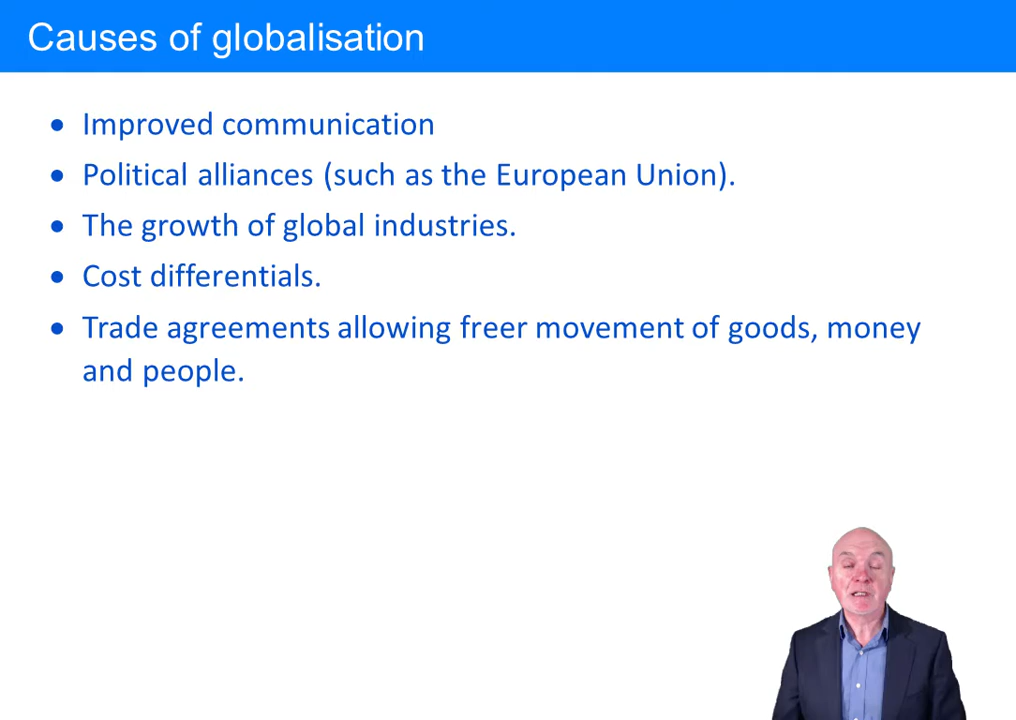 Causes of globalisation
• Improved communication
• Political alliances (such as the European Union).
• The growth of global industries.
• Cost differentials.
• Trade agreements allowing freer movement of goods, money
and people.